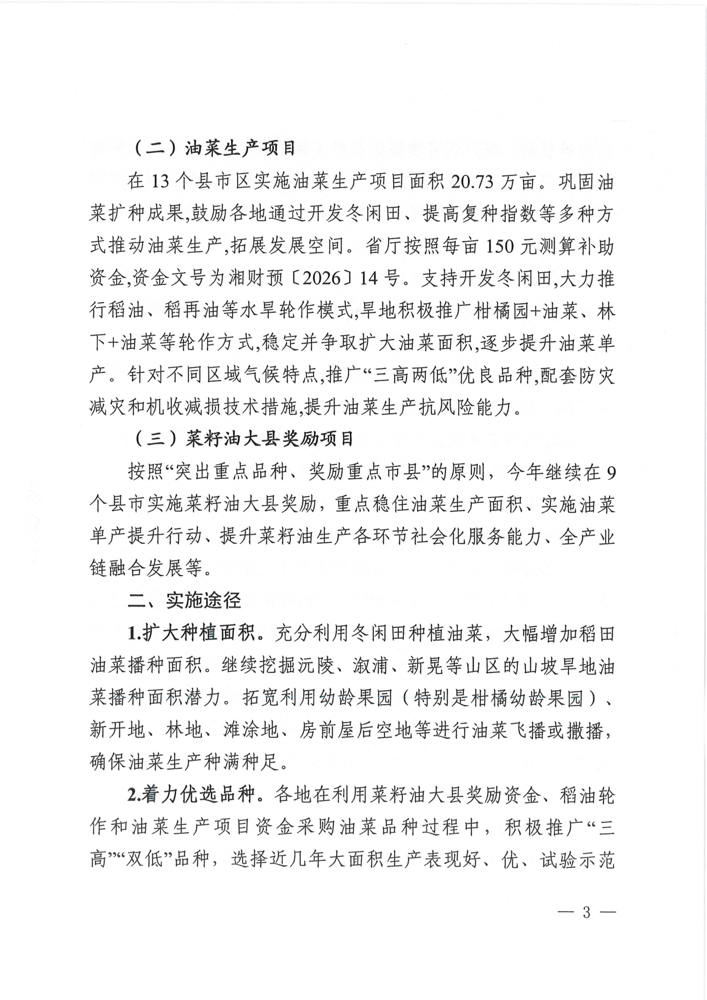 （二）油菜生产项目
在 13 个县市区实施油菜生产项目面积 20.73 万亩。巩固油
菜扩种成果,鼓励各地通过开发冬闲田、提高复种指数等多种方
式推动油菜生产,拓展发展空间。省厅按照每亩 150 元测算补助
资金,资金文号为湘财预〔2026〕14 号。支持开发冬闲田,大力推
行稻油、稻再油等水旱轮作模式,旱地积极推广柑橘园+油菜、林
下+油菜等轮作方式,稳定并争取扩大油菜面积,逐步提升油菜单
产。针对不同区域气候特点,推广“三高两低”优良品种,配套防灾
减灾和机收减损技术措施,提升油菜生产抗风险能力。
（三）菜籽油大县奖励项目
按照“突出重点品种、奖励重点市县”的原则，今年继续在 9
个县市实施菜籽油大县奖励，重点稳住油菜生产面积、实施油菜
单产提升行动、提升菜籽油生产各环节社会化服务能力、全产业
链融合发展等。
二、实施途径
1.扩大种植面积。充分利用冬闲田种植油菜，大幅增加稻田
油菜播种面积。继续挖掘沅陵、溆浦、新晃等山区的山坡旱地油
菜播种面积潜力。拓宽利用幼龄果园（特别是柑橘幼龄果园）、
新开地、林地、滩涂地、房前屋后空地等进行油菜飞播或撒播，
确保油菜生产种满种足。
2.着力优选品种。各地在利用菜籽油大县奖励资金、稻油轮
作和油菜生产项目资金采购油菜品种过程中，积极推广“三
高”“双低”品种，选择近几年大面积生产表现好、优、试验示范
— 3 —